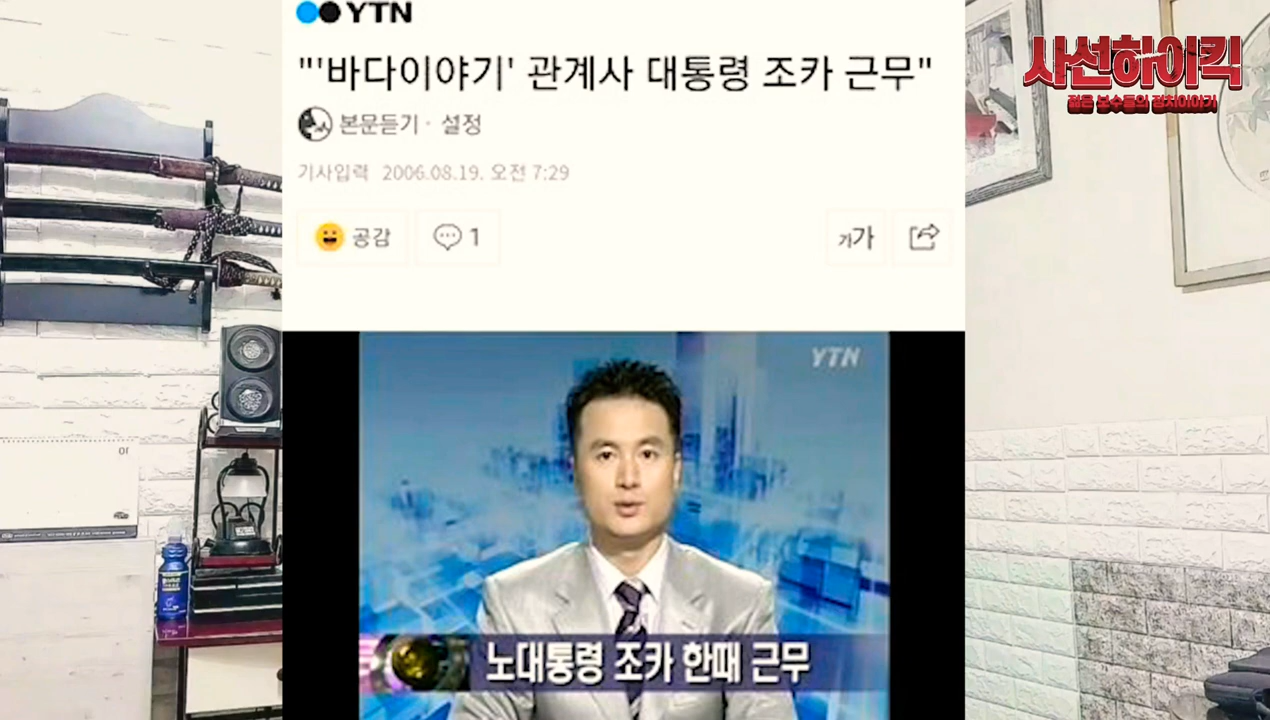 YTN
"'바다이야기' 관계사 대통령 조카 근무"
본문듣기 · 설정
기사입력 2006.08.19. 오전 7:29
공감
1
가가
사선하이킥
젊은 보수들의 정치이야기
YTN
노대통령 조카 한때 근무